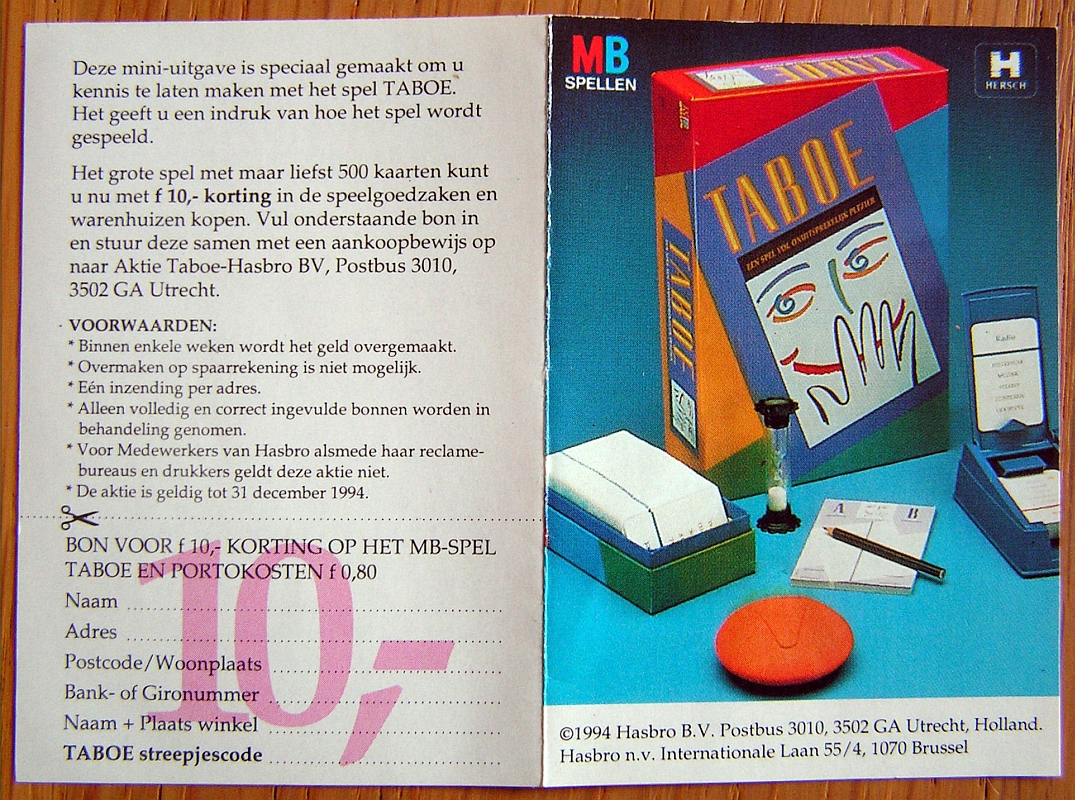 Deze mini-uitgave is speciaal gemaakt om u
kennis te laten maken met het spel TABOE.
Het geeft u een indruk van hoe het spel wordt
gespeeld.
Het grote spel met maar liefst 500 kaarten kunt
u nu met f 10,- korting in de speelgoedzaken en
warenhuizen kopen. Vul onderstaande bon in
en stuur deze samen met een aankoopbewijs op
naar Aktie Taboe-Hasbro BV, Postbus 3010,
3502 GA Utrecht.
VOORWAARDEN:
* Binnen enkele weken wordt het geld overgemaakt.
* Overmaken op spaarrekening is niet mogelijk.
* Eén inzending per adres.
* Alleen volledig en correct ingevulde bonnen worden in
behandeling genomen.
* Voor Medewerkers van Hasbro alsmede haar reclame-
bureaus en drukkers geldt deze aktie niet.
* De aktie is geldig tot 31 december 1994.
BON VOOR f 10,- KORTING OP HET MB-SPEL
TABOE EN PORTOKOSTEN f 0,80
10,-
Naam
Adres
Postcode/Woonplaats
Bank- of Gironummer
Naam + Plaats winkel
TABOE streepjescode
MB
SPELLEN
H
HERSCH
TABOE
TABOE
EEN SPEL VOL ONUITSPREKELIJK PLEZIER
TABOE
Radio
A B
©1994 Hasbro B.V. Postbus 3010, 3502 GA Utrecht, Holland.
Hasbro n.v. Internationale Laan 55/4, 1070 Brussel